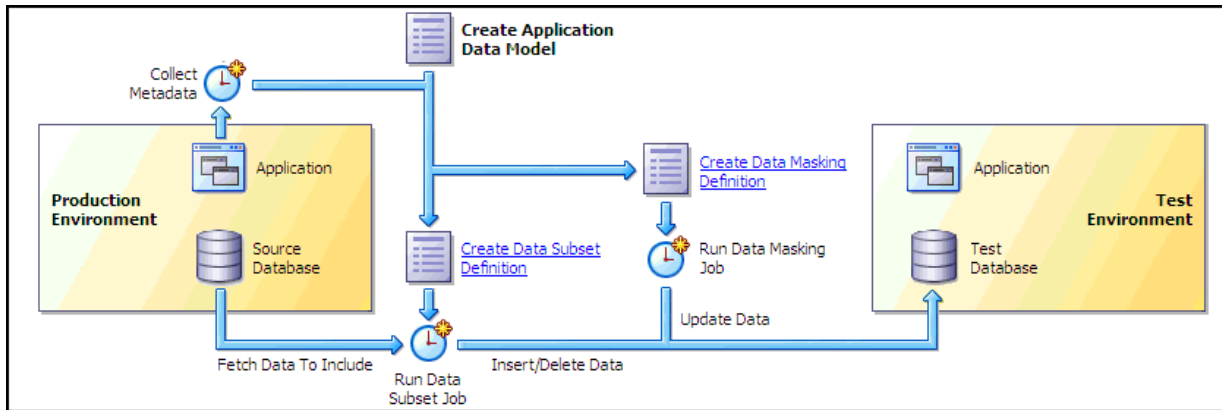 Create Application
Data Model
Collect
Metadata
Application
Production
Environment
Source
Database
Create Data Subset
Definition
Create Data Masking
Definition
Run Data Masking
Job
Application
Test
Environment
Test
Database
Update Data
Fetch Data To Include
Run Data
Subset Job
Insert/Delete Data